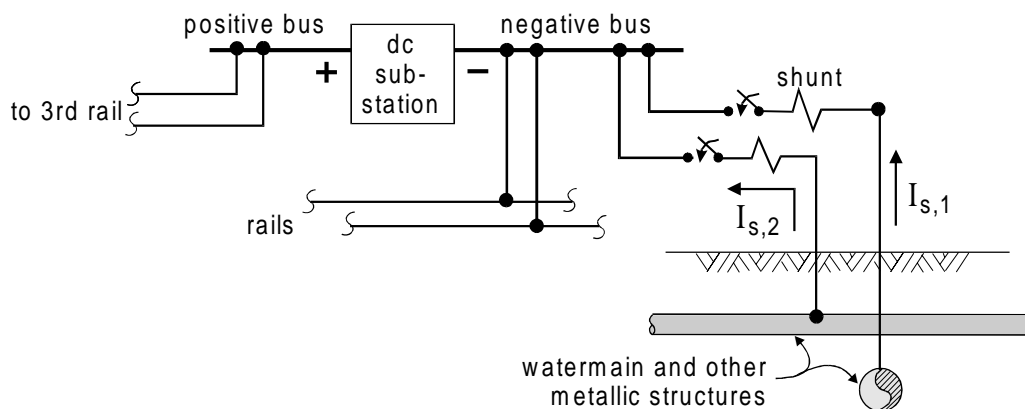 positive bus
negative bus
+
dc
sub-
station
−
to 3rd rail
shunt
rails
I s,2
I s,1
watermain and other
metallic structures